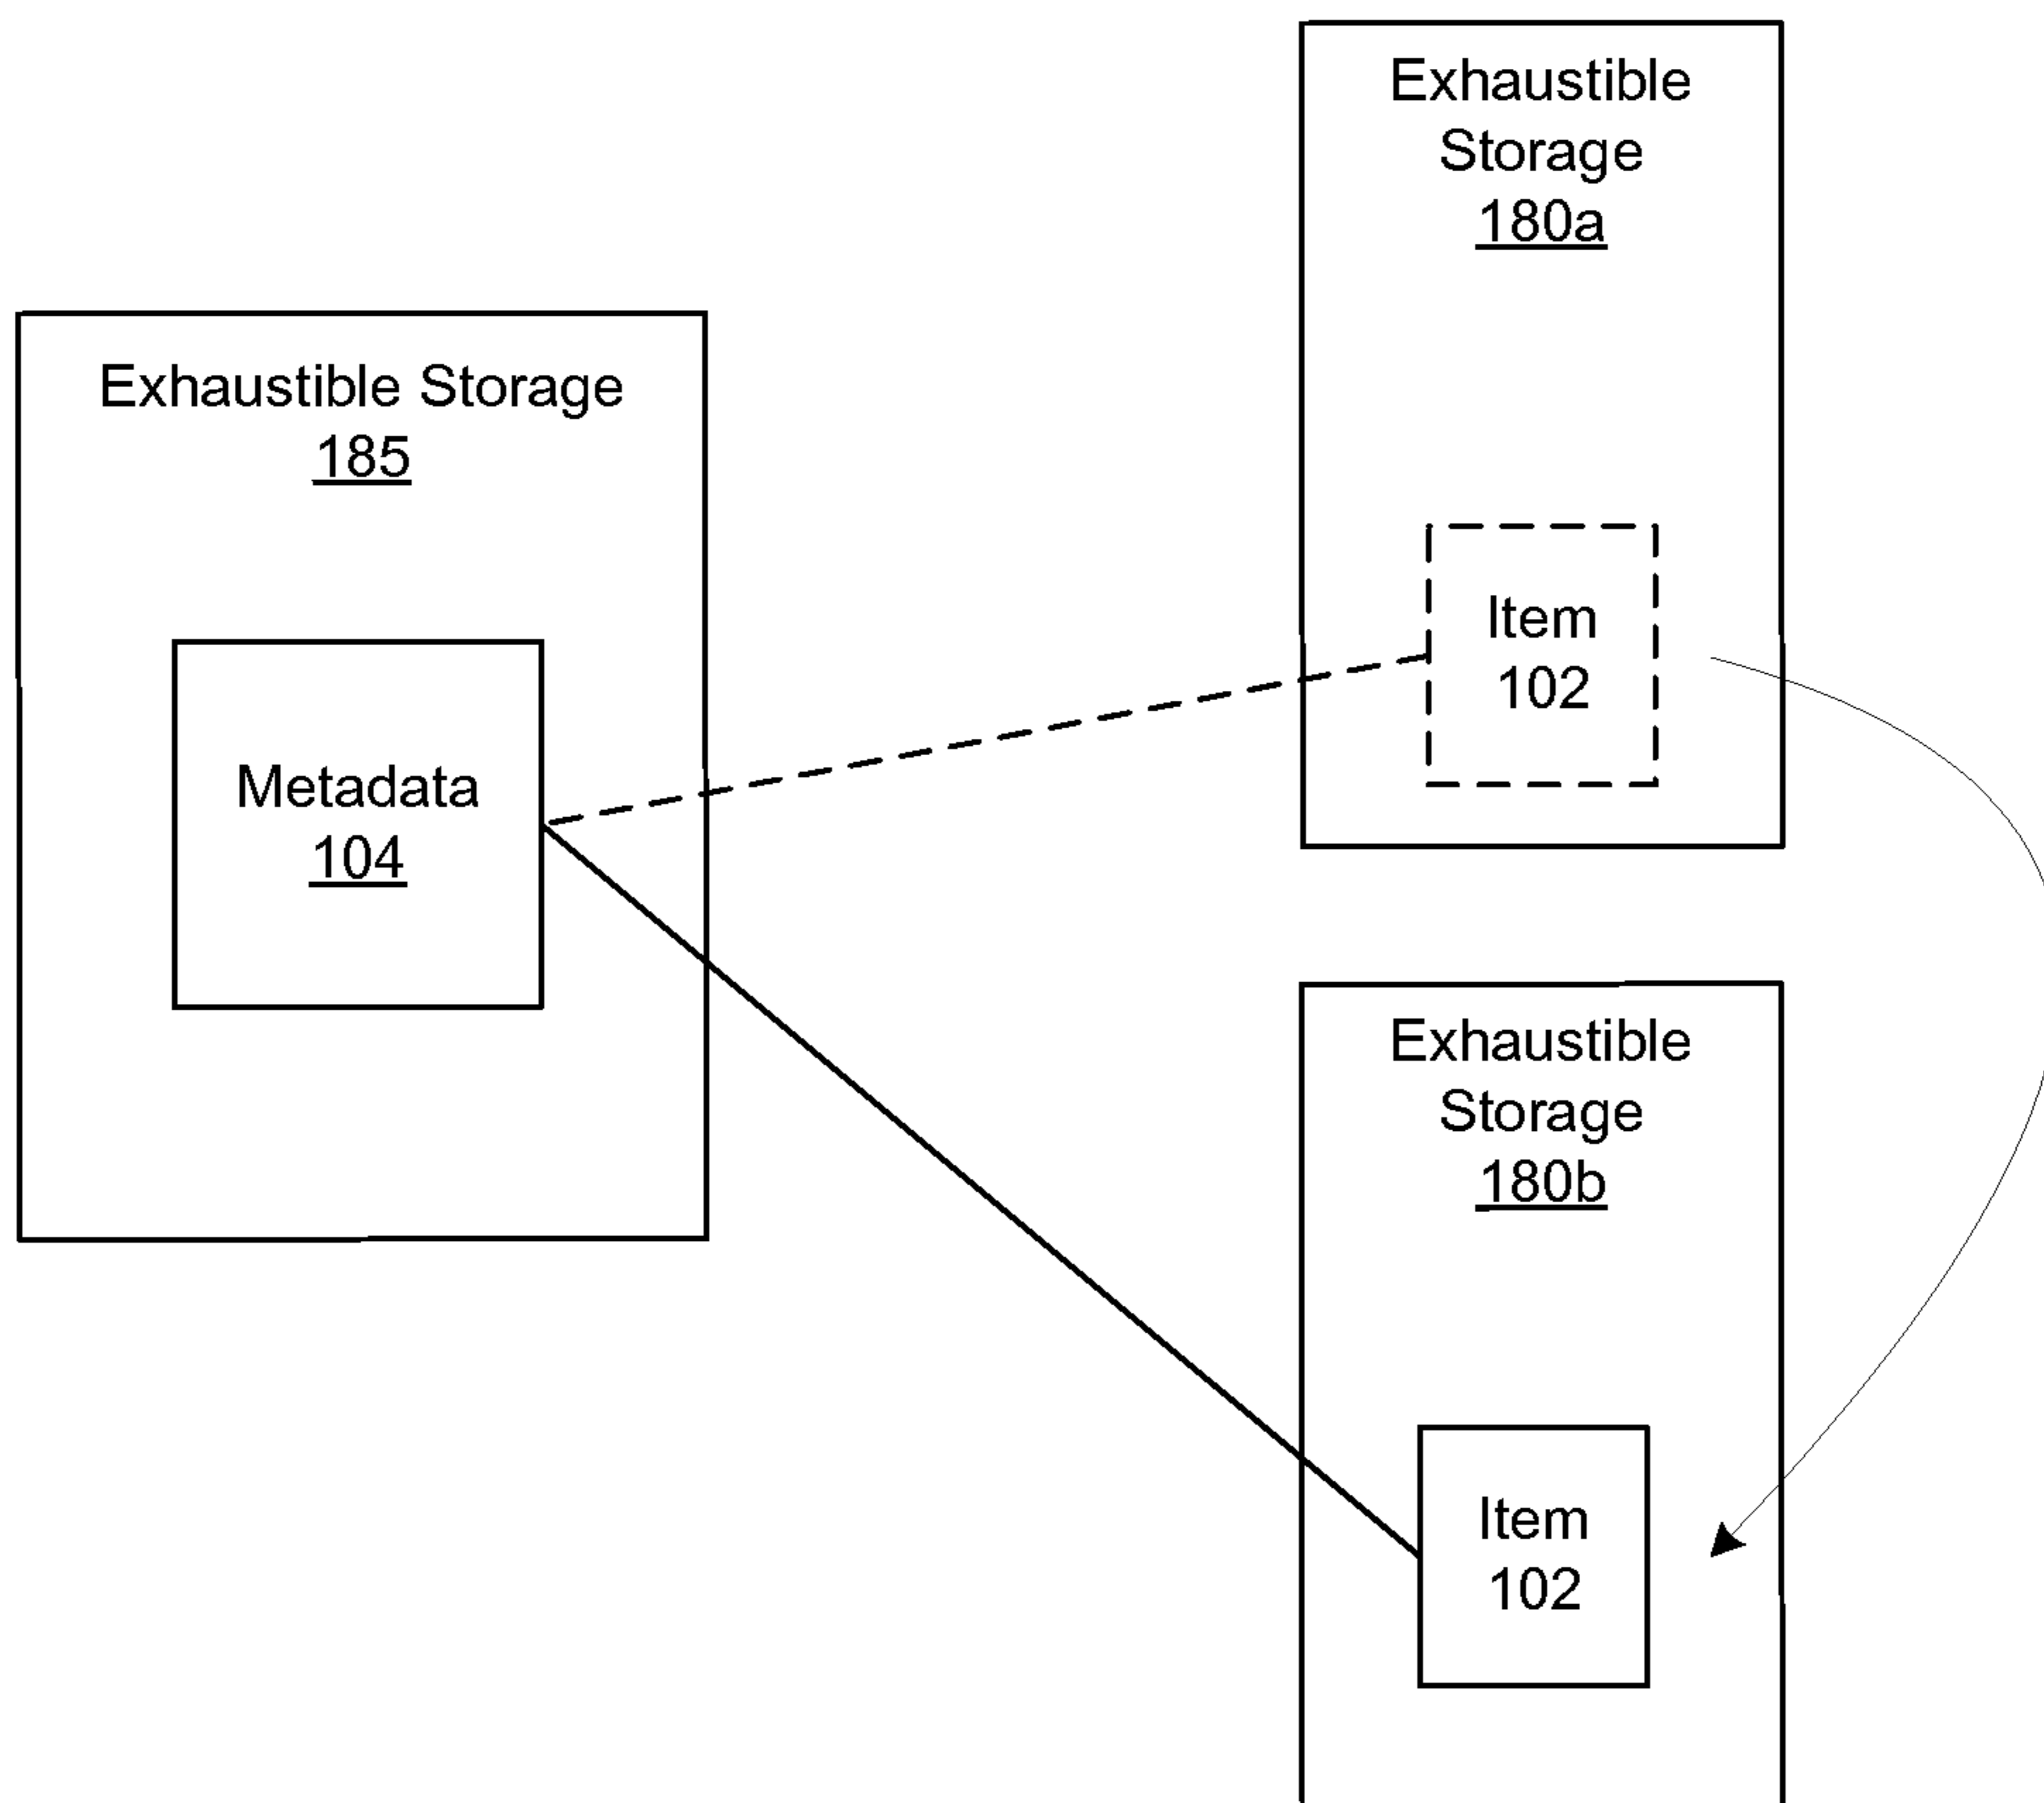 Exhaustible Storage
185
Metadata
104
Exhaustible
Storage
180a
Item
102
Exhaustible
Storage
180b
Item
102